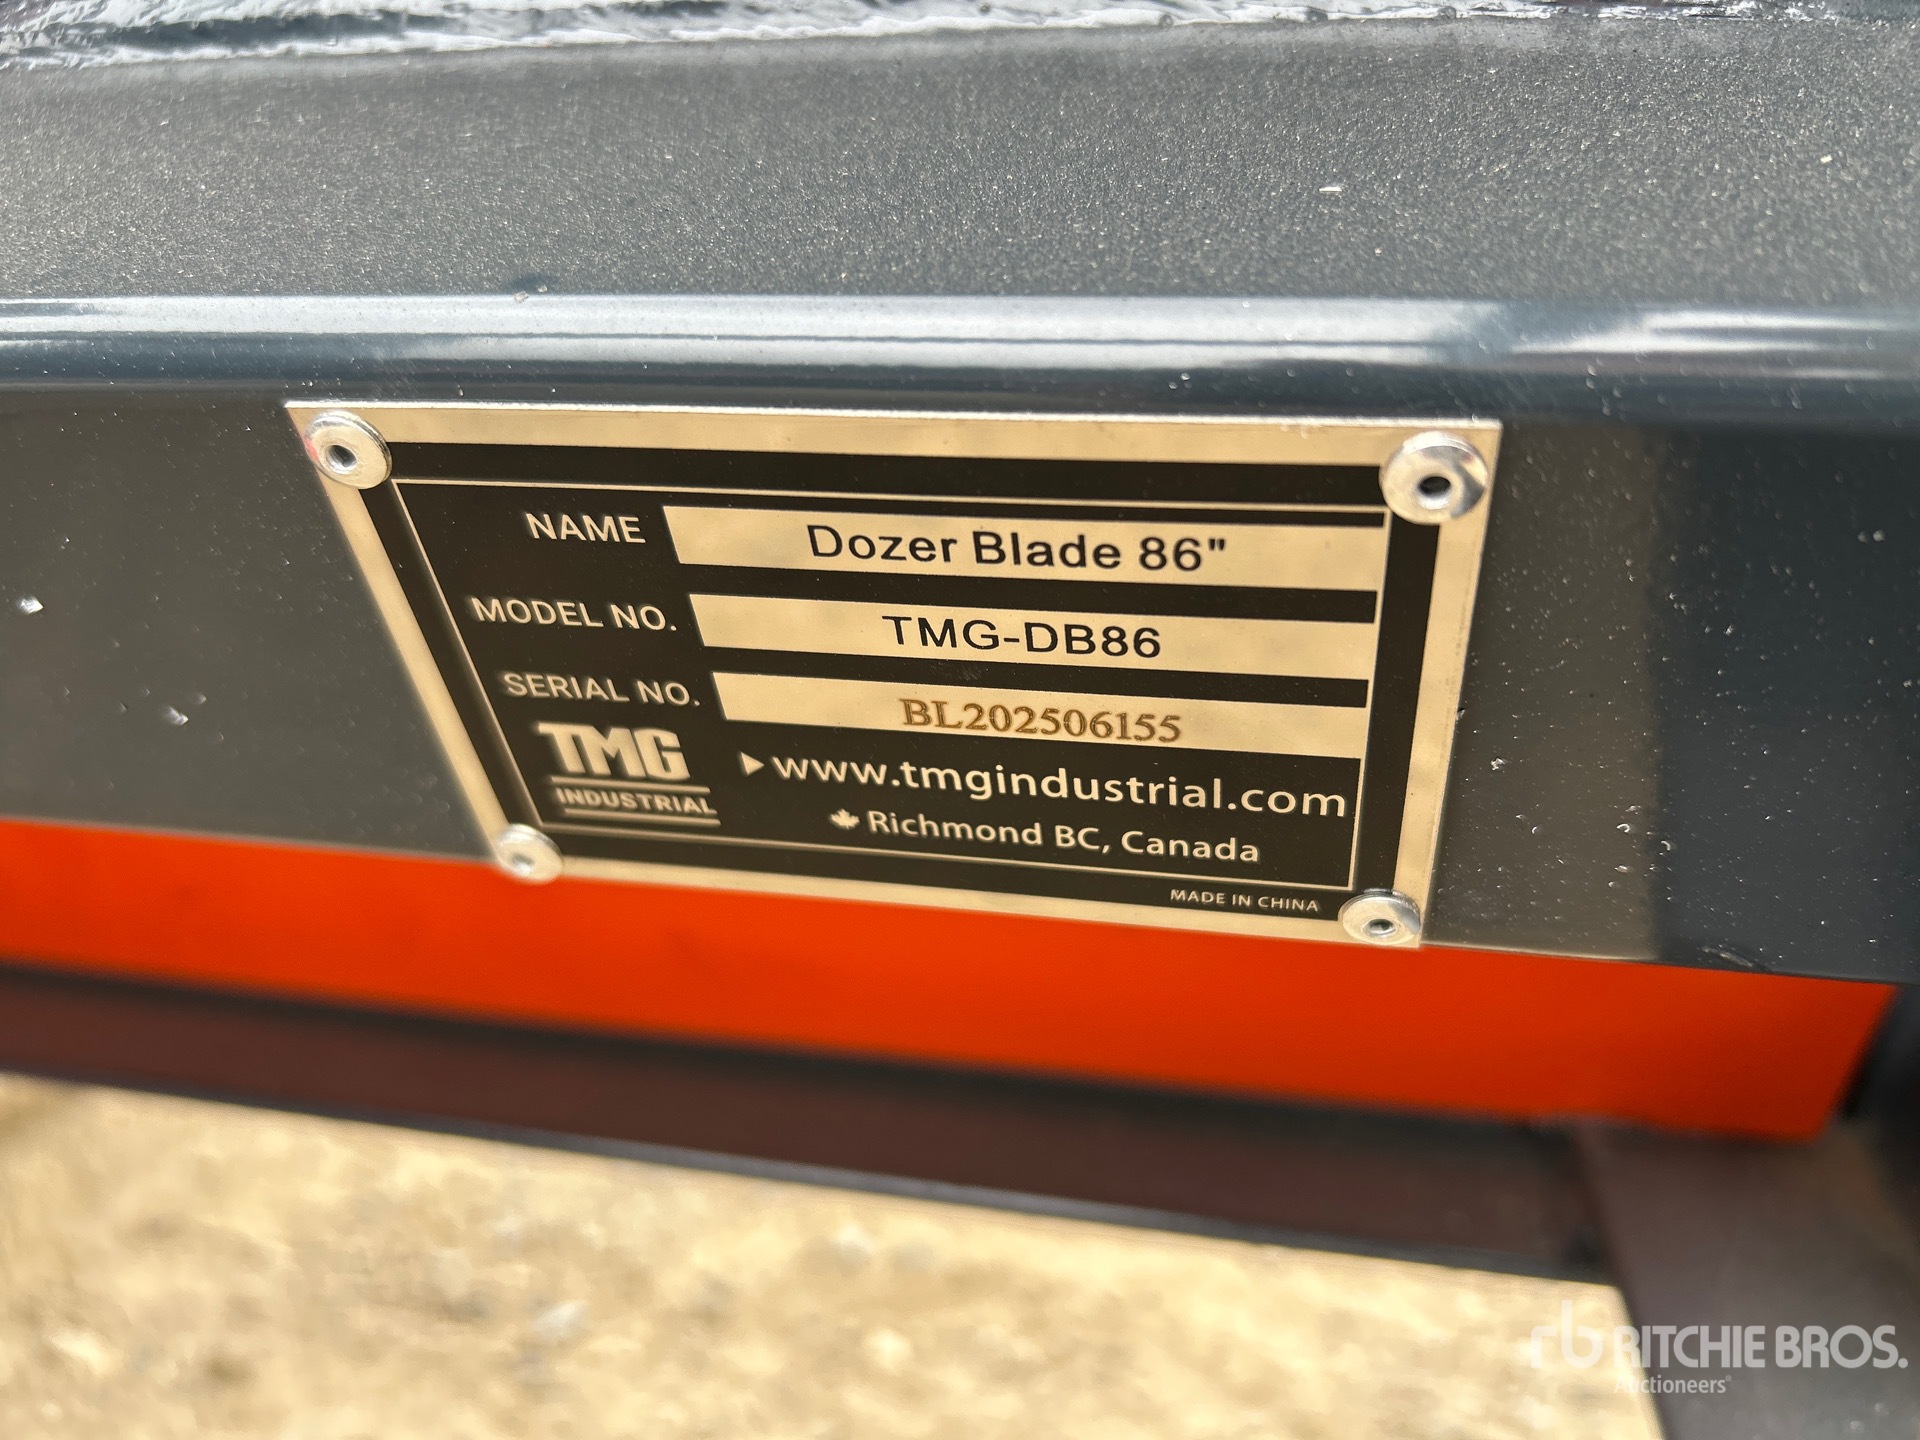 NAME Dozer Blade 86"
MODEL NO. TMG-DB86
SERIAL NO. BL202506155
TMG
INDUSTRIAL
www.tmgindustrial.com
Richmond BC, Canada
MADE IN CHINA
rb RITCHIE BROS.
Auctioneers